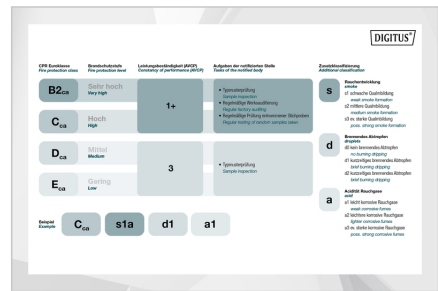 DIGITUS®
CPR Euroklasse
Fire protection class
Brandschutzstufe
Fire protection level
Leistungsbeständigkeit (AVCP)
Constancy of performance (AVCP)
Aufgaben der notifizierten Stelle
Tasks of the notified body
Zusatzklassifizierung
Additional classification
B2ca
Sehr hoch
Very high
Cca
Hoch
High
1+
• Typmusterprüfung
Sample inspection
• Regelmäßige Werksauditierung
Regular factory auditing
• Regelmäßige Prüfung entnommener Stichproben
Regular testing of random samples taken
Dca
Mittel
Medium
Eca
Gering
Low
3
• Typmusterprüfung
Sample inspection
s
Rauchentwicklung
smoke
s1 schwache Qualmbildung
weak smoke formation
s2 mittlere Qualmbildung
medium smoke formation
s3 ev. starke Qualmbildung
poss. strong smoke formation
d
Brennendes Abtropfen
droplets
d0 kein brennendes Abtropfen
no burning dripping
d1 kurzzeitiges brennendes Abtropfen
brief burning dripping
d2 kurzzeitiges brennendes Abtropfen
brief burning dripping
a
Acidität Rauchgase
acid
a1 leicht korrosive Rauchgase
weak corrosive fumes
a2 leichtere korrosive Rauchgase
lighter corrosive fumes
a3 ev. starke korrosive Rauchgase
poss. strong corrosive fumes
Beispiel
Example
Cca
s1a
d1
a1